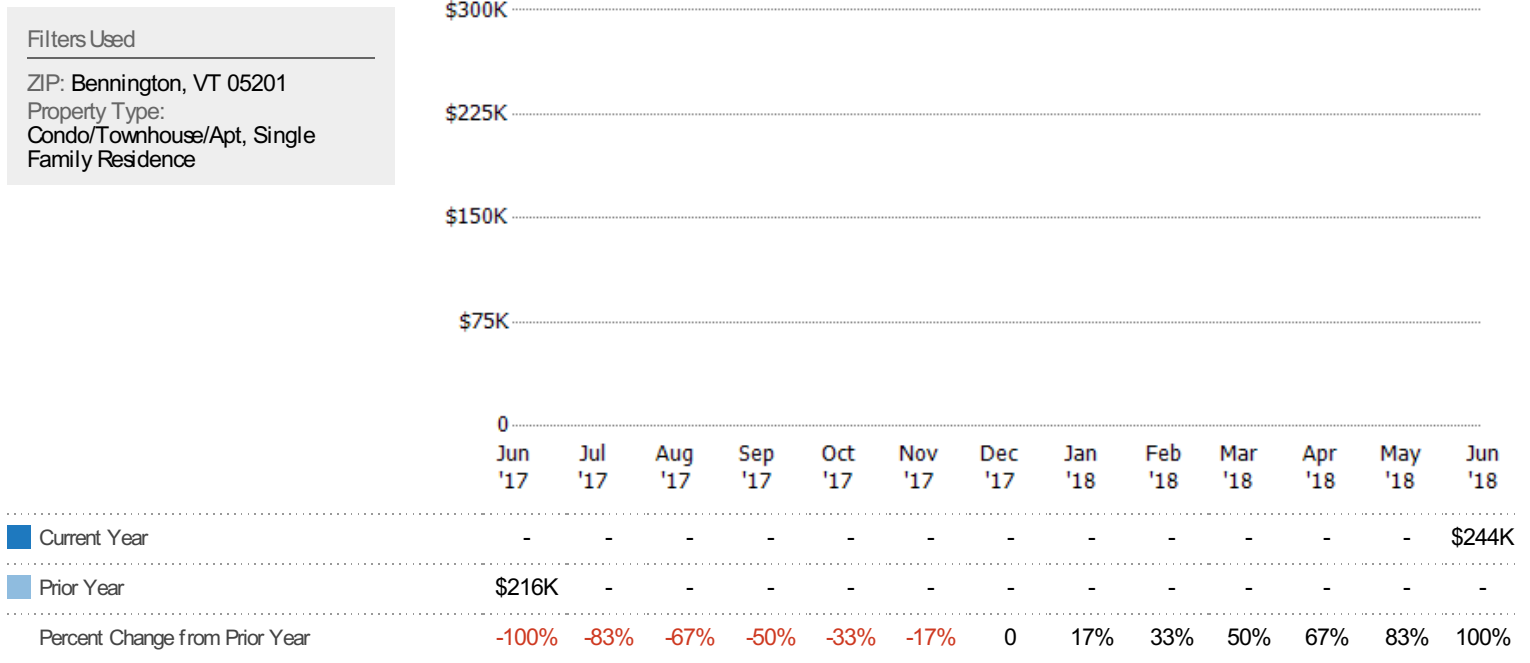 Filters Used
ZIP: Bennington, VT 05201
Property Type:
Condo/Townhouse/Apt, Single
Family Residence
$300K
$225K
$150K
$75K
0
Jun Jul Aug Sep Oct Nov Dec Jan Feb Mar Apr May Jun
'17 '17 '17 '17 '17 '17 '17 '18 '18 '18 '18 '18 '18
Current Year - - - - - - - - - - - - $244K
Prior Year $216K - - - - - - - - - - - -
Percent Change from Prior Year -100% -83% -67% -50% -33% -17% 0 17% 33% 50% 67% 83% 100%